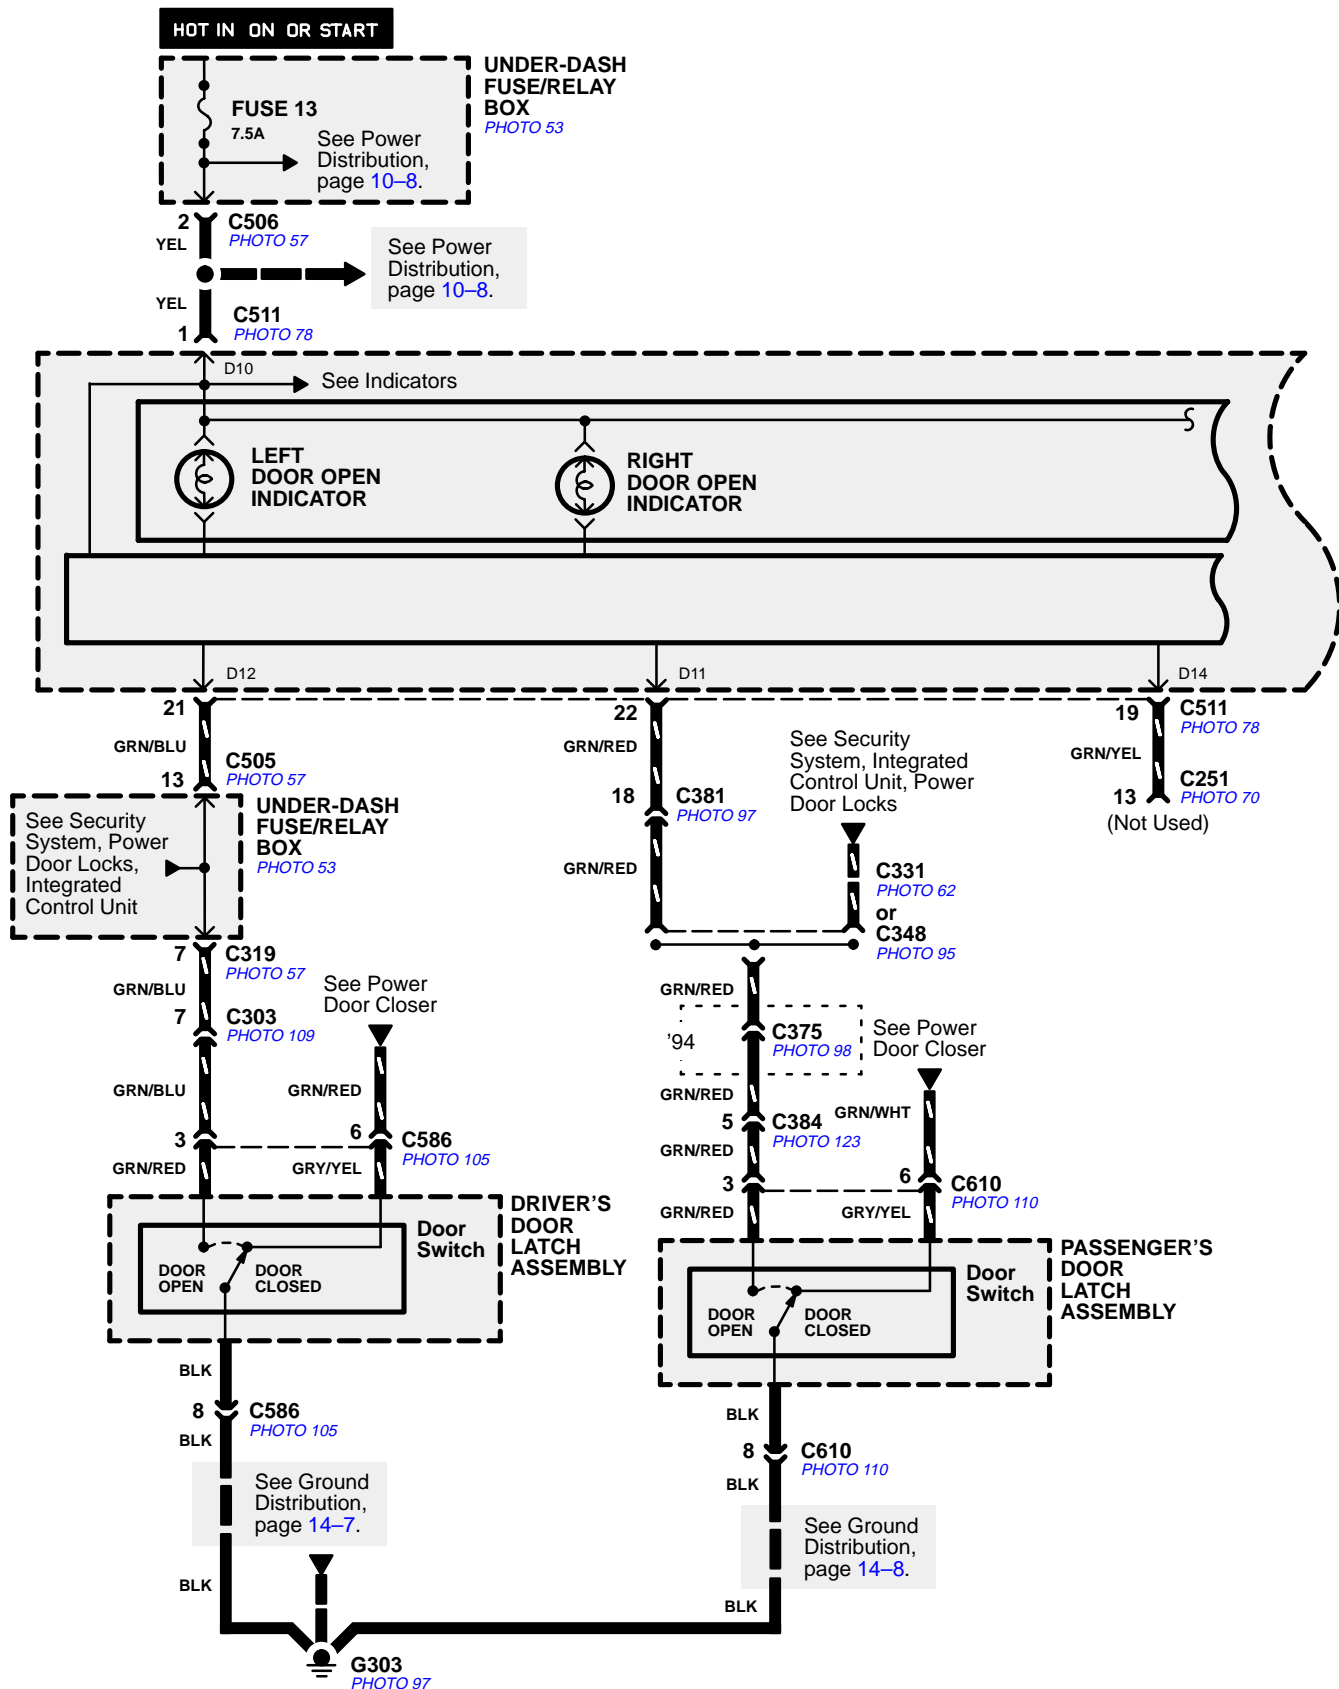 HOT IN ON OR START
UNDER-DASH
FUSE/RELAY
BOX
PHOTO 53
FUSE 13
7.5A
See Power
Distribution,
page 10–8.
2
C506
PHOTO 57
YEL
See Power
Distribution,
page 10–8.
YEL
C511
PHOTO 78
1
D10
See Indicators
LEFT
DOOR OPEN
INDICATOR
RIGHT
DOOR OPEN
INDICATOR
D12
D11
D14
21
22
19
C511
PHOTO 78
GRN/BLU
GRN/RED
GRN/YEL
C505
PHOTO 57
13
See Security
System, Integrated
Control Unit, Power
Door Locks
C251
PHOTO 70
13
(Not Used)
18
C381
PHOTO 97
See Security
System, Power
Door Locks,
Integrated
Control Unit
UNDER-DASH
FUSE/RELAY
BOX
PHOTO 53
GRN/RED
C331
PHOTO 62
or
C348
PHOTO 95
7
C319
PHOTO 57
GRN/BLU
See Power
Door Closer
GRN/RED
7
C303
PHOTO 109
'94
C375
PHOTO 98
See Power
Door Closer
GRN/BLU
GRN/RED
GRN/RED
GRN/WHT
5
C384
PHOTO 123
3
6
C586
PHOTO 105
GRN/RED
GRN/RED
GRY/YEL
3
6
C610
PHOTO 110
GRN/RED
GRY/YEL
DRIVER’S
DOOR
LATCH
ASSEMBLY
Door
Switch
DOOR
OPEN
DOOR
CLOSED
PASSENGER’S
DOOR
LATCH
ASSEMBLY
Door
Switch
DOOR
OPEN
DOOR
CLOSED
BLK
8
C586
PHOTO 105
BLK
BLK
8
C610
PHOTO 110
BLK
See Ground
Distribution,
page 14–7.
See Ground
Distribution,
page 14–8.
BLK
BLK
G303
PHOTO 97